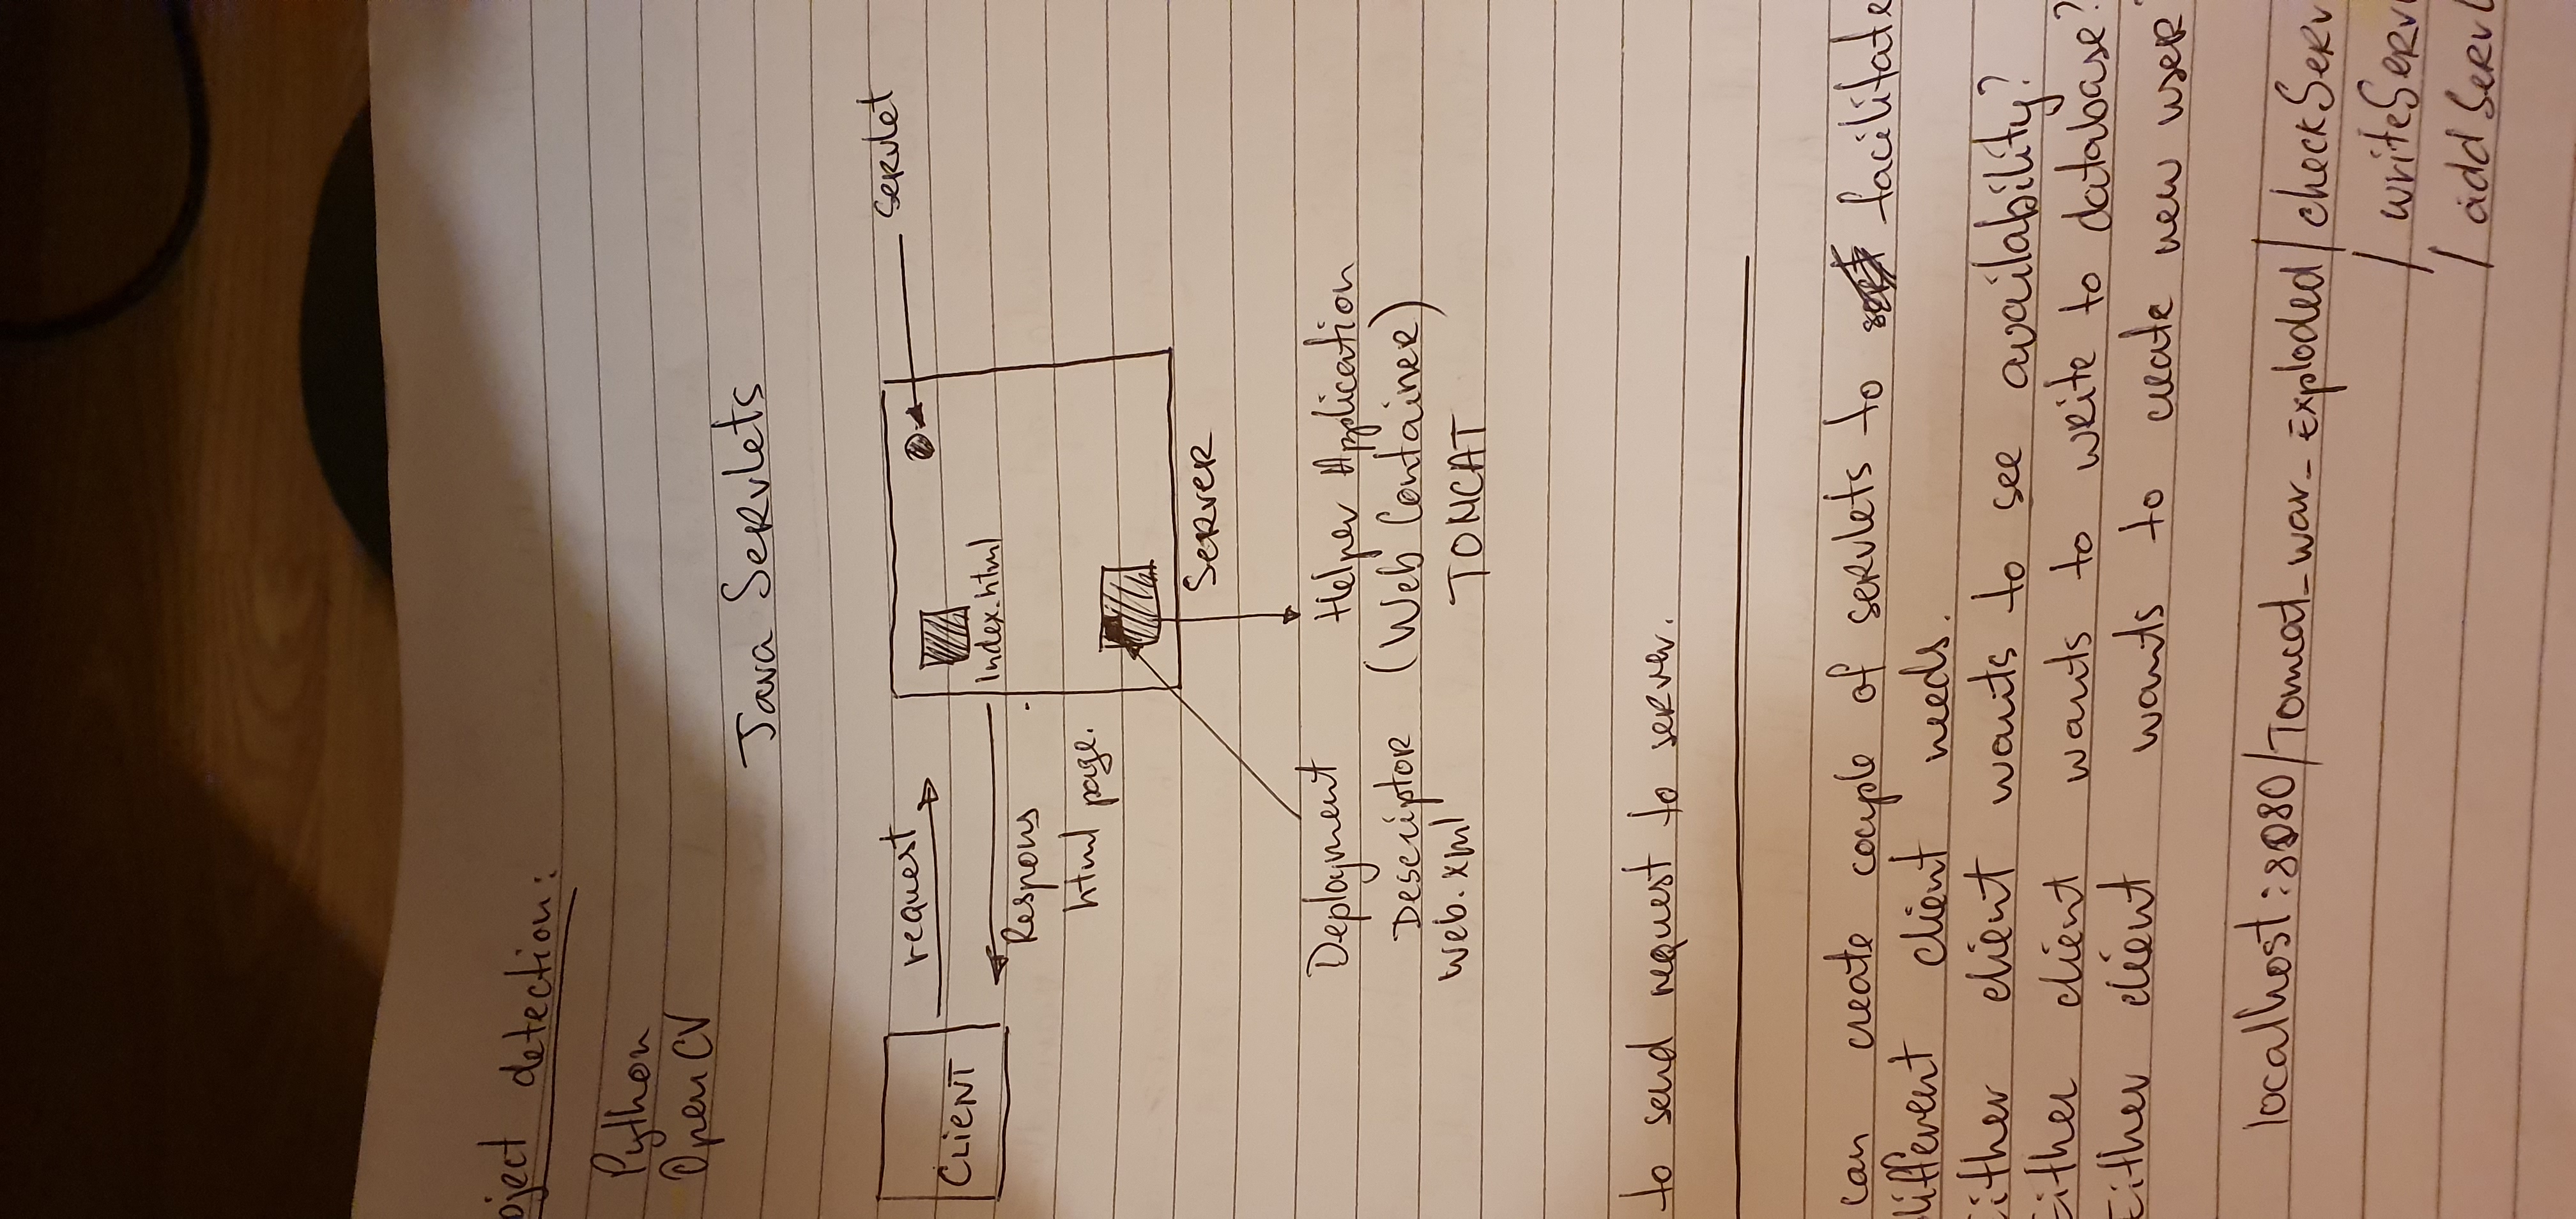 oject detection:
Python
OpenCV
Java Servlets
servlet
request
CLIENT
Index.html
Respons
html page.
Server
Deployment
Descriptor
web.xml
Helper Application
(Web Container)
TOMCAT
to send request to server.
can create couple of servlets to facilitate
different client needs.
Either client wants to see availability?
Either client wants to write to database?
Either client wants to create new user
localhost:8080/Tomcat_war_Exploded/checkServ
/writeServ
/addServl